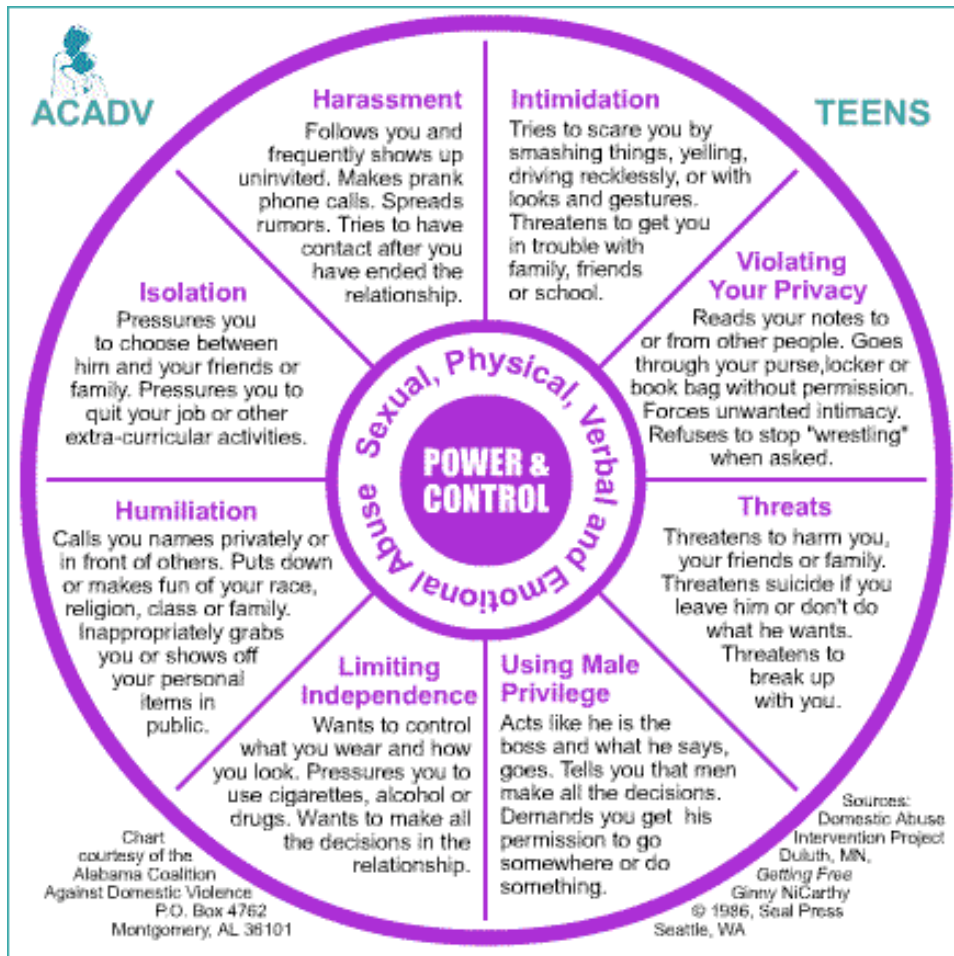 ACADV
TEENS
Harassment
Follows you and
frequently shows up
uninvited. Makes prank
phone calls. Spreads
rumors. Tries to have
contact after you
have ended the
relationship.
Intimidation
Tries to scare you by
smashing things, yelling,
driving recklessly, or with
looks and gestures.
Threatens to get you
in trouble with
family, friends
or school.
Violating
Your Privacy
Reads your notes to
or from other people. Goes
through your purse,locker or
book bag without permission.
Forces unwanted intimacy.
Refuses to stop "wrestling"
when asked.
Threats
Threatens to harm you,
your friends or family.
Threatens suicide if you
leave him or don't do
what he wants.
Threatens to
break up
with you.
Using Male
Privilege
Acts like he is the
boss and what he says,
goes. Tells you that men
make all the decisions.
Demands you get his
permission to go
somewhere or do
something.
Limiting
Independence
Wants to control
what you wear and how
you look. Pressures you to
use cigarettes, alcohol or
drugs. Wants to make all
the decisions in the
relationship.
Humiliation
Calls you names privately or
in front of others. Puts down
or makes fun of your race,
religion, class or family.
Inappropriately grabs
you or shows off
your personal
items in
public.
Isolation
Pressures you
to choose between
him and your friends or
family. Pressures you to
quit your job or other
extra-curricular activities.
Sexual, Physical, Verbal and Emotional Abuse
POWER &
CONTROL
Chart
courtesy of the
Alabama Coalition
Against Domestic Violence
P.O. Box 4762
Montgomery, AL 36101
Sources:
Domestic Abuse
Intervention Project
Duluth, MN,
Getting Free
Ginny NiCarthy
© 1986, Seal Press
Seattle, WA